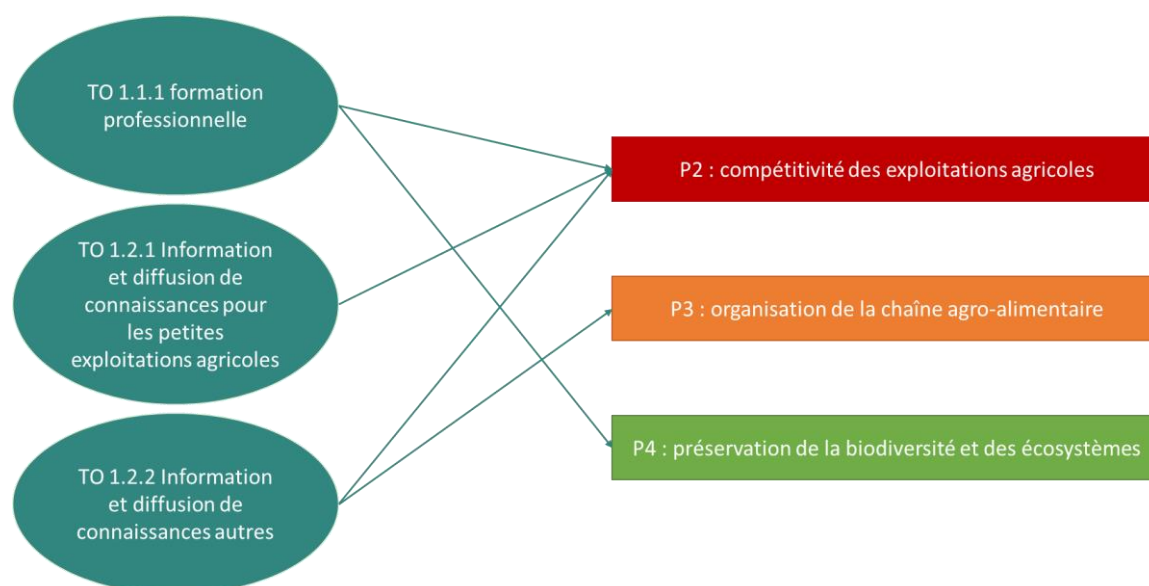 TO 1.1.1 formation
professionnelle
TO 1.2.1 Information
et diffusion de
connaissances pour
les petites
exploitations agricoles
TO 1.2.2 Information
et diffusion de
connaissances autres
P2 : compétitivité des exploitations agricoles
P3 : organisation de la chaîne agro-alimentaire
P4 : préservation de la biodiversité et des écosystèmes